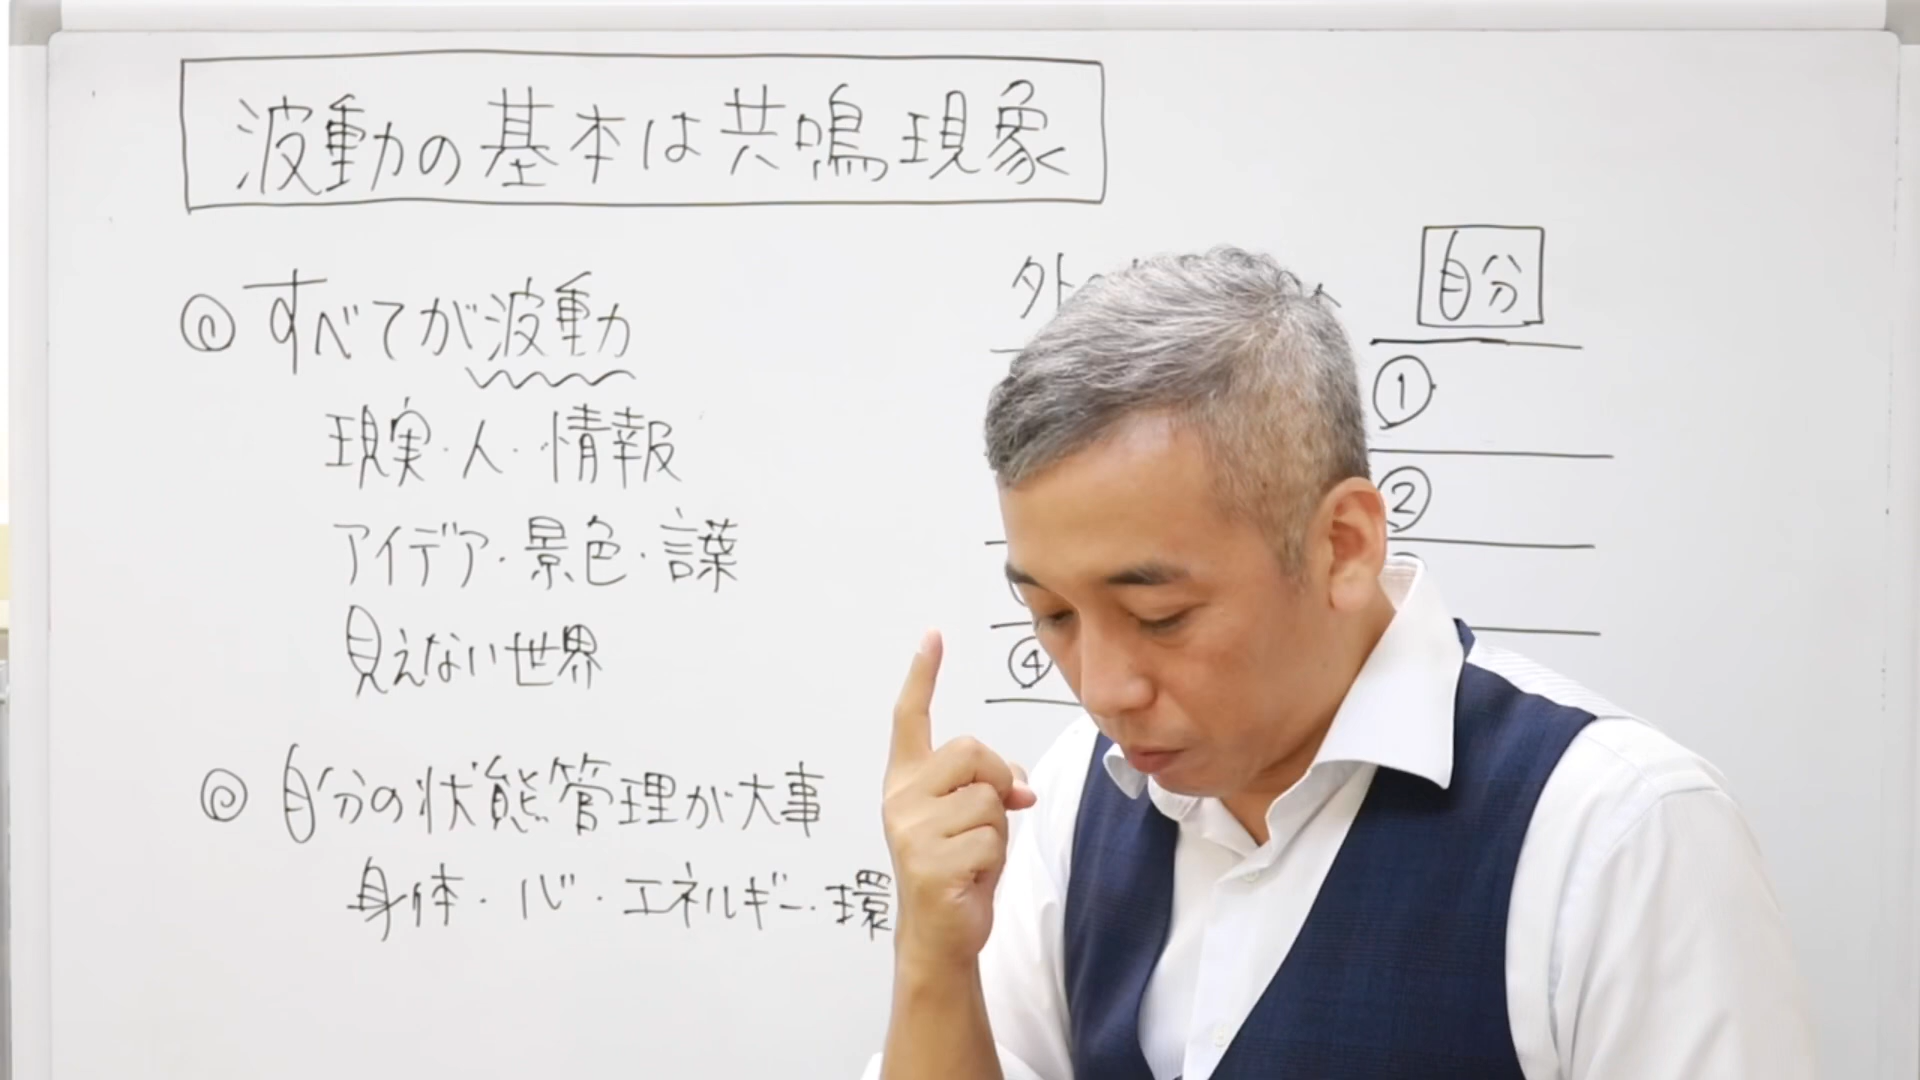 波動の基本は共鳴現象
◎すべてが波動
現実・人・情報
アイデア・景色・言葉
見えない世界
◎自分の状態管理が大事
身体・心・エネルギー・環
外
④
自分
①
②